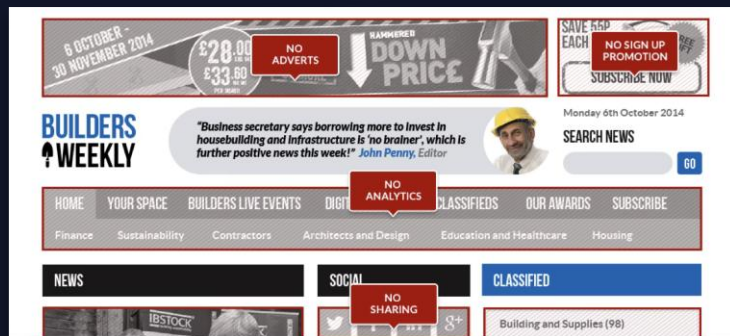 6 OCTOBER -
30 NOVEMBER 2014
£28.00
£33.60
PER MONTH
NO
ADVERTS
HAMMERED
DOWN
PRICE
SAVE 55P
EACH
NO SIGN UP
PROMOTION
FREE
SUBSCRIBE NOW
BUILDERS
WEEKLY
"Business secretary says borrowing more to invest in
housebuilding and infrastructure is 'no brainer', which is
further positive news this week!" John Penny, Editor
Monday 6th October 2014
SEARCH NEWS
GO
HOME YOUR SPACE BUILDERS LIVE EVENTS NO ANALYTICS CLASSIFIEDS OUR AWARDS SUBSCRIBE
Finance Sustainability Contractors Architects and Design Education and Healthcare Housing
NEWS
SOCIAL
CLASSIFIED
IBSTOCK
NO
SHARING
g+
Building and Supplies (98)